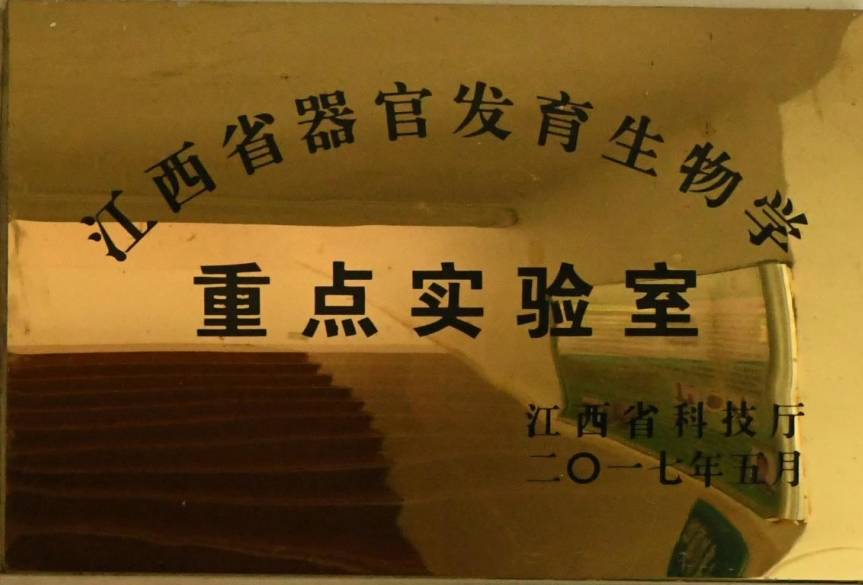 江西省器官发育生物学
重点实验室
江西省科技厅
二〇一七年五月